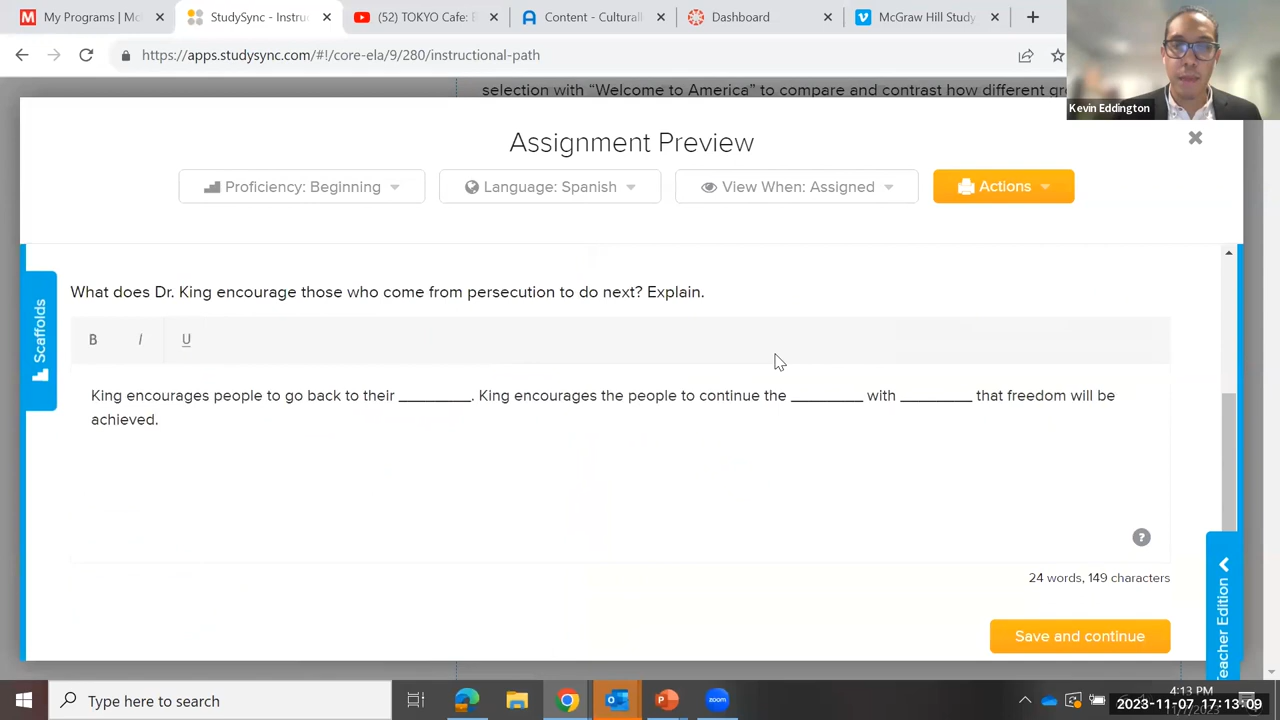 My Programs | Mc
StudySync - Instruc
(52) TOKYO Cafe: B
Content - Culturall
Dashboard
McGraw Hill Study
https://apps.studysync.com/#!/core-ela/9/280/instructional-path
selection with “Welcome to America” to compare and contrast how different gr
Kevin Eddington
Assignment Preview
Proficiency: Beginning
Language: Spanish
View When: Assigned
Actions
Scaffolds
What does Dr. King encourage those who come from persecution to do next? Explain.
B I U
King encourages people to go back to their _________. King encourages the people to continue the _________ with _________ that freedom will be
achieved.
?
24 words, 149 characters
Save and continue
Teacher Edition
Type here to search
zoom
4:13 PM
2023-11-07 17:13:09